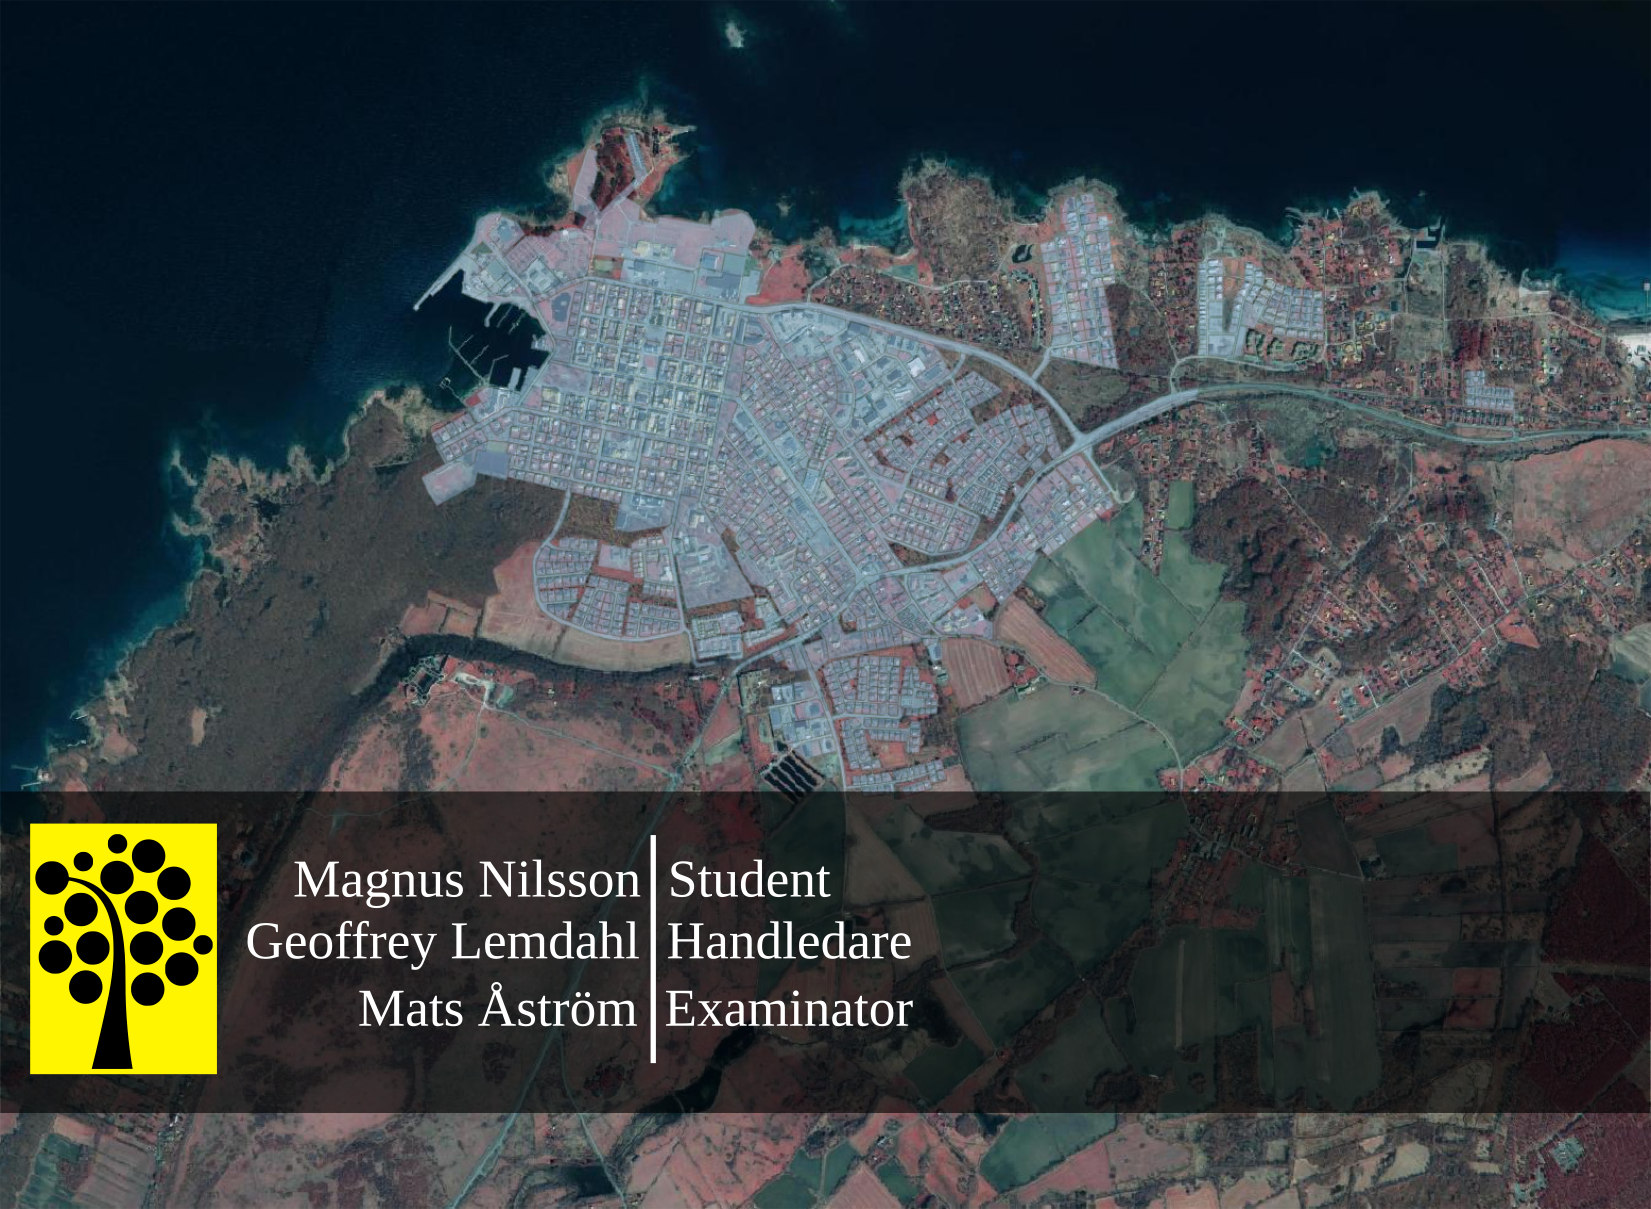 Magnus Nilsson Student
Geoffrey Lemdahl Handledare
Mats Åström Examinator